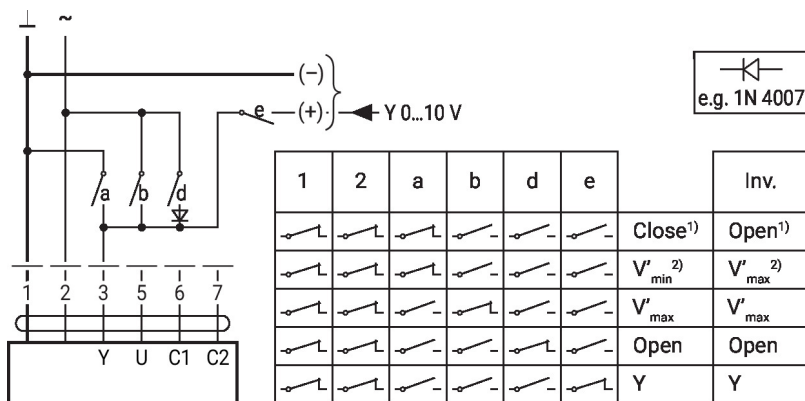 ⊥ ~
(–)
e (+) Y 0...10 V
e.g. 1N 4007
a b d
1 2 3 5 6 7
Y U C1 C2
1 2 a b d e Inv.
Close¹⁾ Open¹⁾
V'min²⁾ V'max²⁾
V'max V'max
Open Open
Y Y